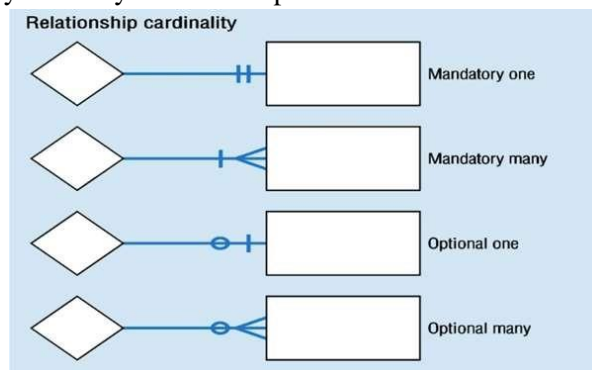 Relationship cardinality
Mandatory one
Mandatory many
Optional one
Optional many